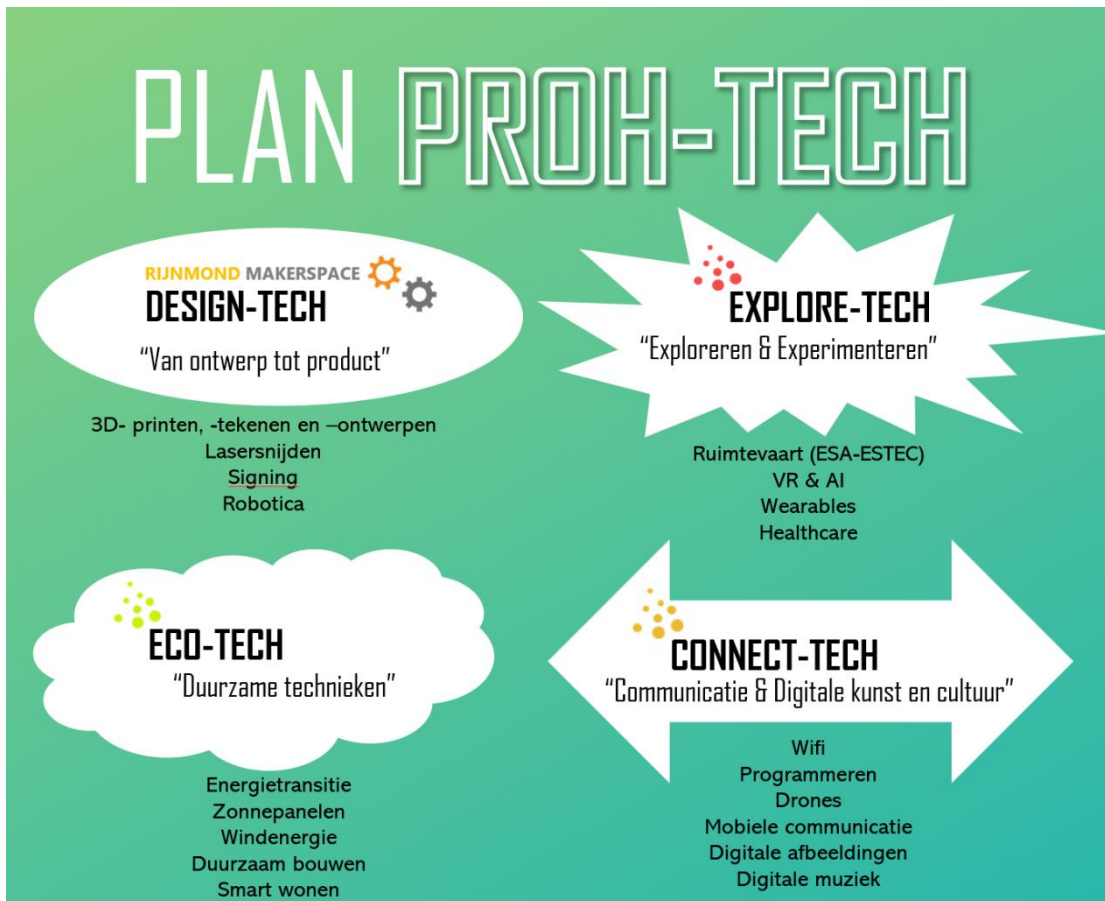 PLAN PROH-TECH
RIJNMOND MAKERSPACE
DESIGN-TECH
“Van ontwerp tot product”
3D- printen, -tekenen en –ontwerpen
Lasersnijden
Signing
Robotica
EXPLORE-TECH
“Exploreren & Experimenteren”
Ruimtevaart (ESA-ESTEC)
VR & AI
Wearables
Healthcare
ECO-TECH
“Duurzame technieken”
Energietransitie
Zonnepanelen
Windenergie
Duurzaam bouwen
Smart wonen
CONNECT-TECH
“Communicatie & Digitale kunst en cultuur”
Wifi
Programmeren
Drones
Mobiele communicatie
Digitale afbeeldingen
Digitale muziek